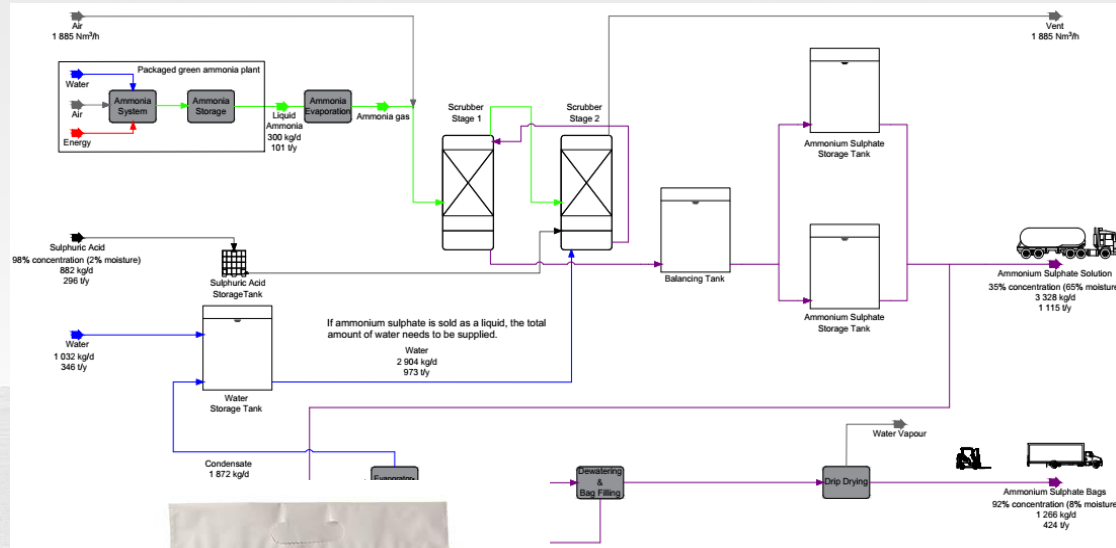 Air
1 885 Nm³/h
Vent
1 885 Nm³/h
Packaged green ammonia plant
Water
Air
Energy
Ammonia
System
Ammonia
Storage
Liquid
Ammonia
300 kg/d
101 t/y
Ammonia
Evaporation
Ammonia gas
Scrubber
Stage 1
Scrubber
Stage 2
Ammonium Sulphate
Storage Tank
Sulphuric Acid
98% concentration (2% moisture)
882 kg/d
296 t/y
Sulphuric Acid
StorageTank
Balancing Tank
Ammonium Sulphate
Storage Tank
Ammonium Sulphate Solution
35% concentration (65% moisture
3 328 kg/d
1 115 t/y
If ammonium sulphate is sold as a liquid, the total
amount of water needs to be supplied.
Water
1 032 kg/d
346 t/y
Water
2 904 kg/d
973 t/y
Water
Storage Tank
Water Vapour
Condensate
1 872 kg/d
Evaporator-
Dewatering
&
Bag Filling
Drip Drying
Ammonium Sulphate Bags
92% concentration (8% moisture
1 266 kg/d
424 t/y